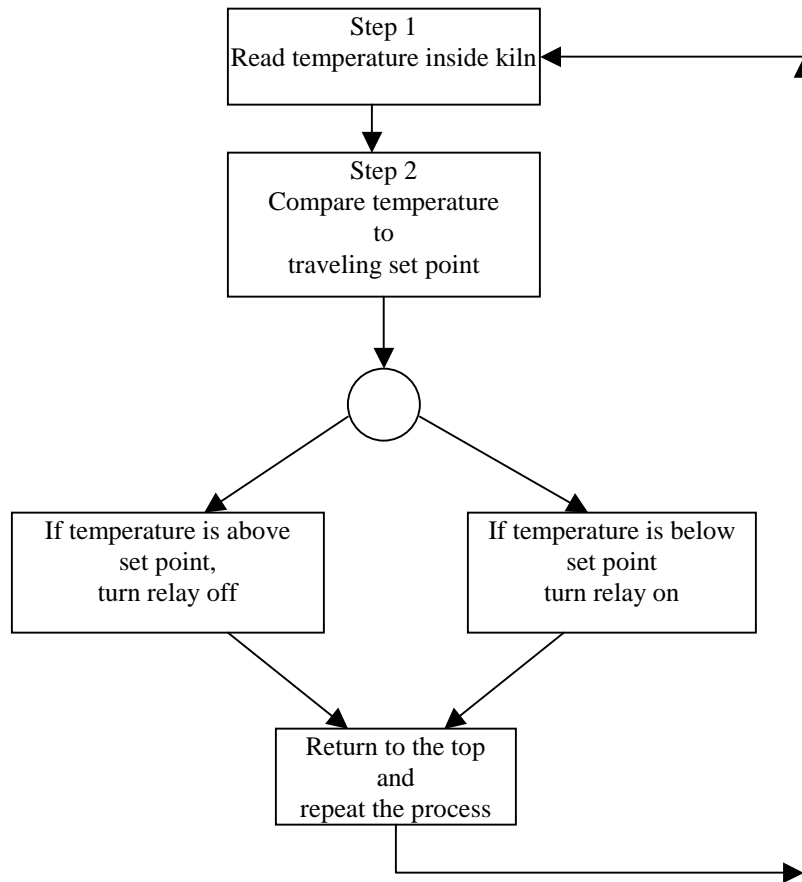 Step 1
Read temperature inside kiln
Step 2
Compare temperature
to
traveling set point
If temperature is above
set point,
turn relay off
If temperature is below
set point
turn relay on
Return to the top
and
repeat the process